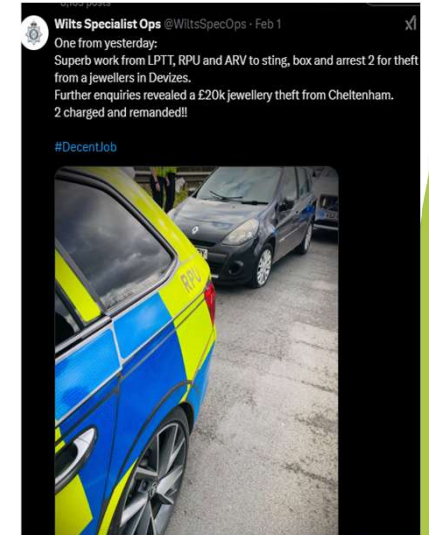 Wilts Specialist Ops @WiltsSpecOps · Feb 1
One from yesterday:
Superb work from LPTT, RPU and ARV to sting, box and arrest 2 for theft
from a jewellers in Devizes.
Further enquiries revealed a £20k jewellery theft from Cheltenham.
2 charged and remanded!!
#DecentJob
RPU